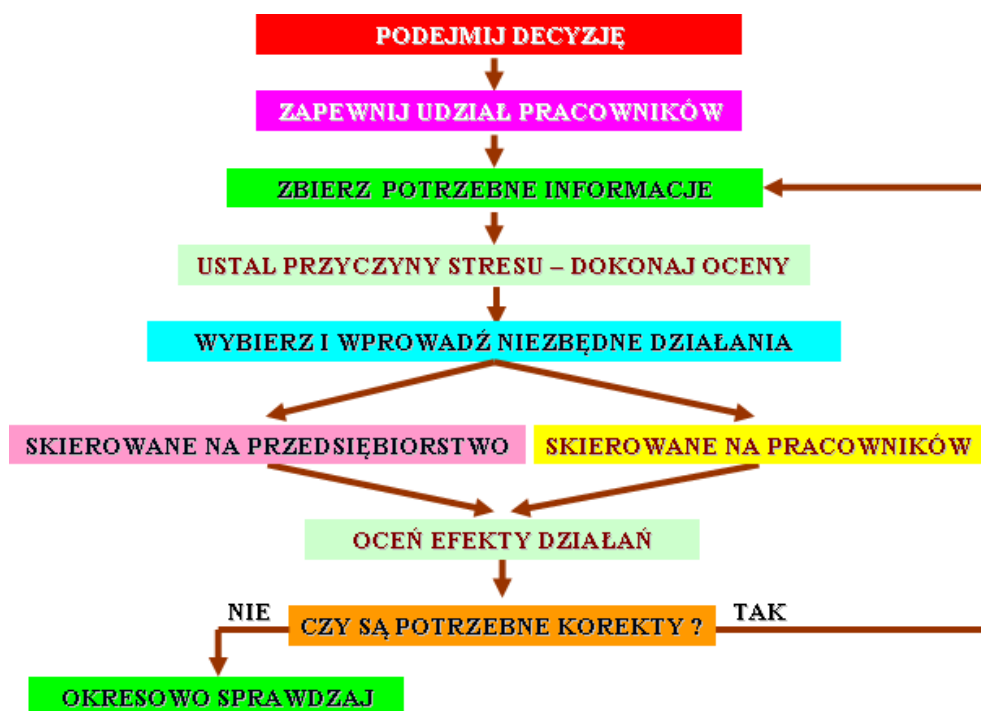 PODEJMIJ DECYZJĘ
ZAPEWNIJ UDZIAŁ PRACOWNIKÓW
ZBIERZ POTRZEBNE INFORMACJE
USTAL PRZYCZYNY STRESU – DOKONAJ OCENY
WYBIERZ I WPROWADŹ NIEZBĘDNE DZIAŁANIA
SKIEROWANE NA PRZEDSIĘBIORSTWO
SKIEROWANE NA PRACOWNIKÓW
OCEŃ EFEKTY DZIAŁAŃ
NIE
CZY SĄ POTRZEBNE KOREKTY ?
TAK
OKRESOWO SPRAWDZAJ